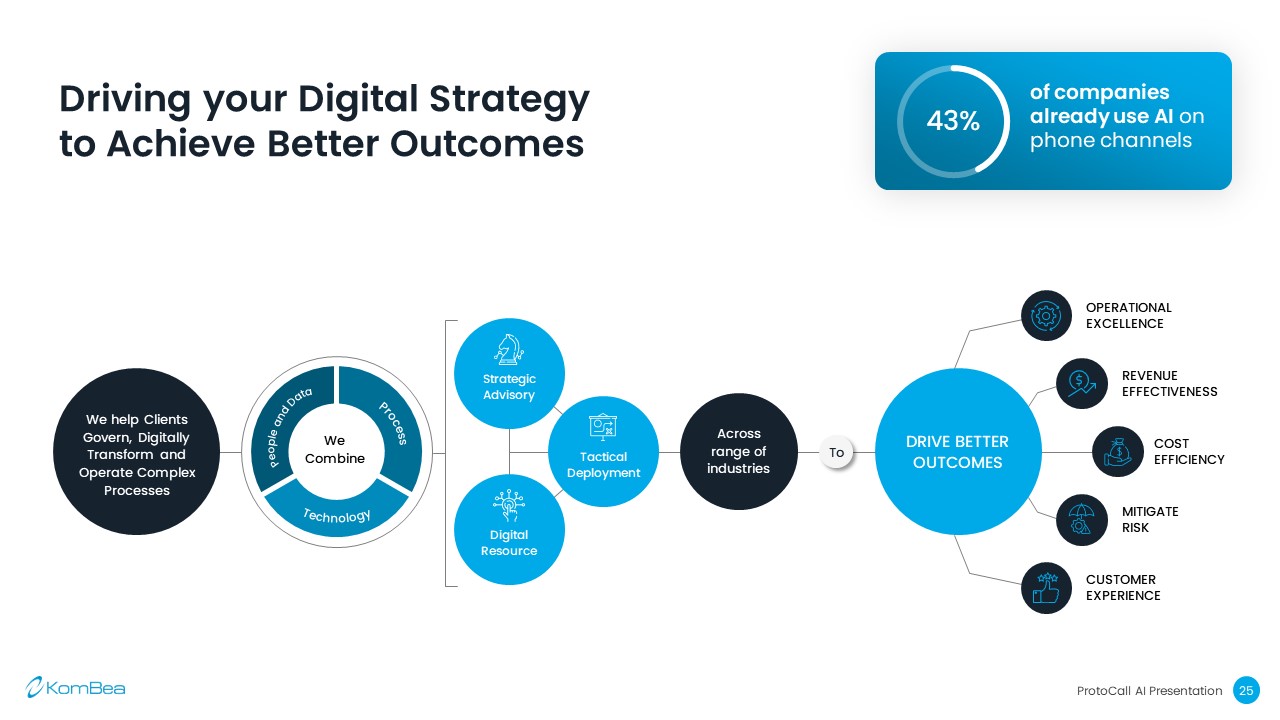 Driving your Digital Strategy
to Achieve Better Outcomes
43%
of companies
already use AI on
phone channels
We help Clients
Govern, Digitally
Transform and
Operate Complex
Processes
People and Data
Process
Technology
We
Combine
Strategic
Advisory
Tactical
Deployment
Digital
Resource
Across
range of
industries
To
DRIVE BETTER
OUTCOMES
OPERATIONAL
EXCELLENCE
REVENUE
EFFECTIVENESS
COST
EFFICIENCY
MITIGATE
RISK
CUSTOMER
EXPERIENCE
KomBea
ProtoCall AI Presentation
25